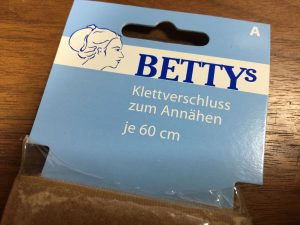 A
BETTYs
Klettverschluss
zum Annähen
je 60 cm